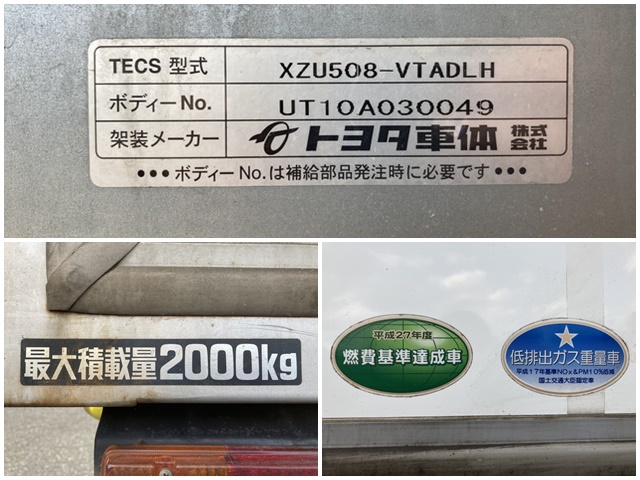 TECS 型式 XZU508-VTADLH
ボディーNo. UT10A030049
架装メーカー トヨタ車体 株式会社
●●●ボディーNo.は補給部品発注時に必要です●●●
最大積載量2000kg
平成27年度
燃費基準達成車
低排出ガス重量車
平成17年基準NOx&PM10%低減
国土交通大臣認定車